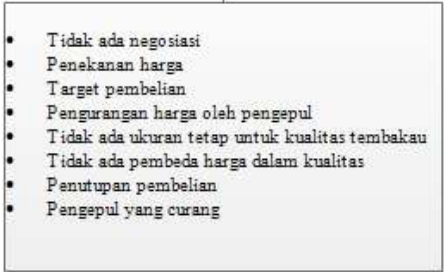 • Tidak ada negosiasi
• Penekanan harga
• Target pembelian
• Pengurangan harga oleh pengepul
• Tidak ada ukuran tetap untuk kualitas tembakau
• Tidak ada pembeda harga dalam kualitas
• Penutupan pembelian
• Pengepul yang curang